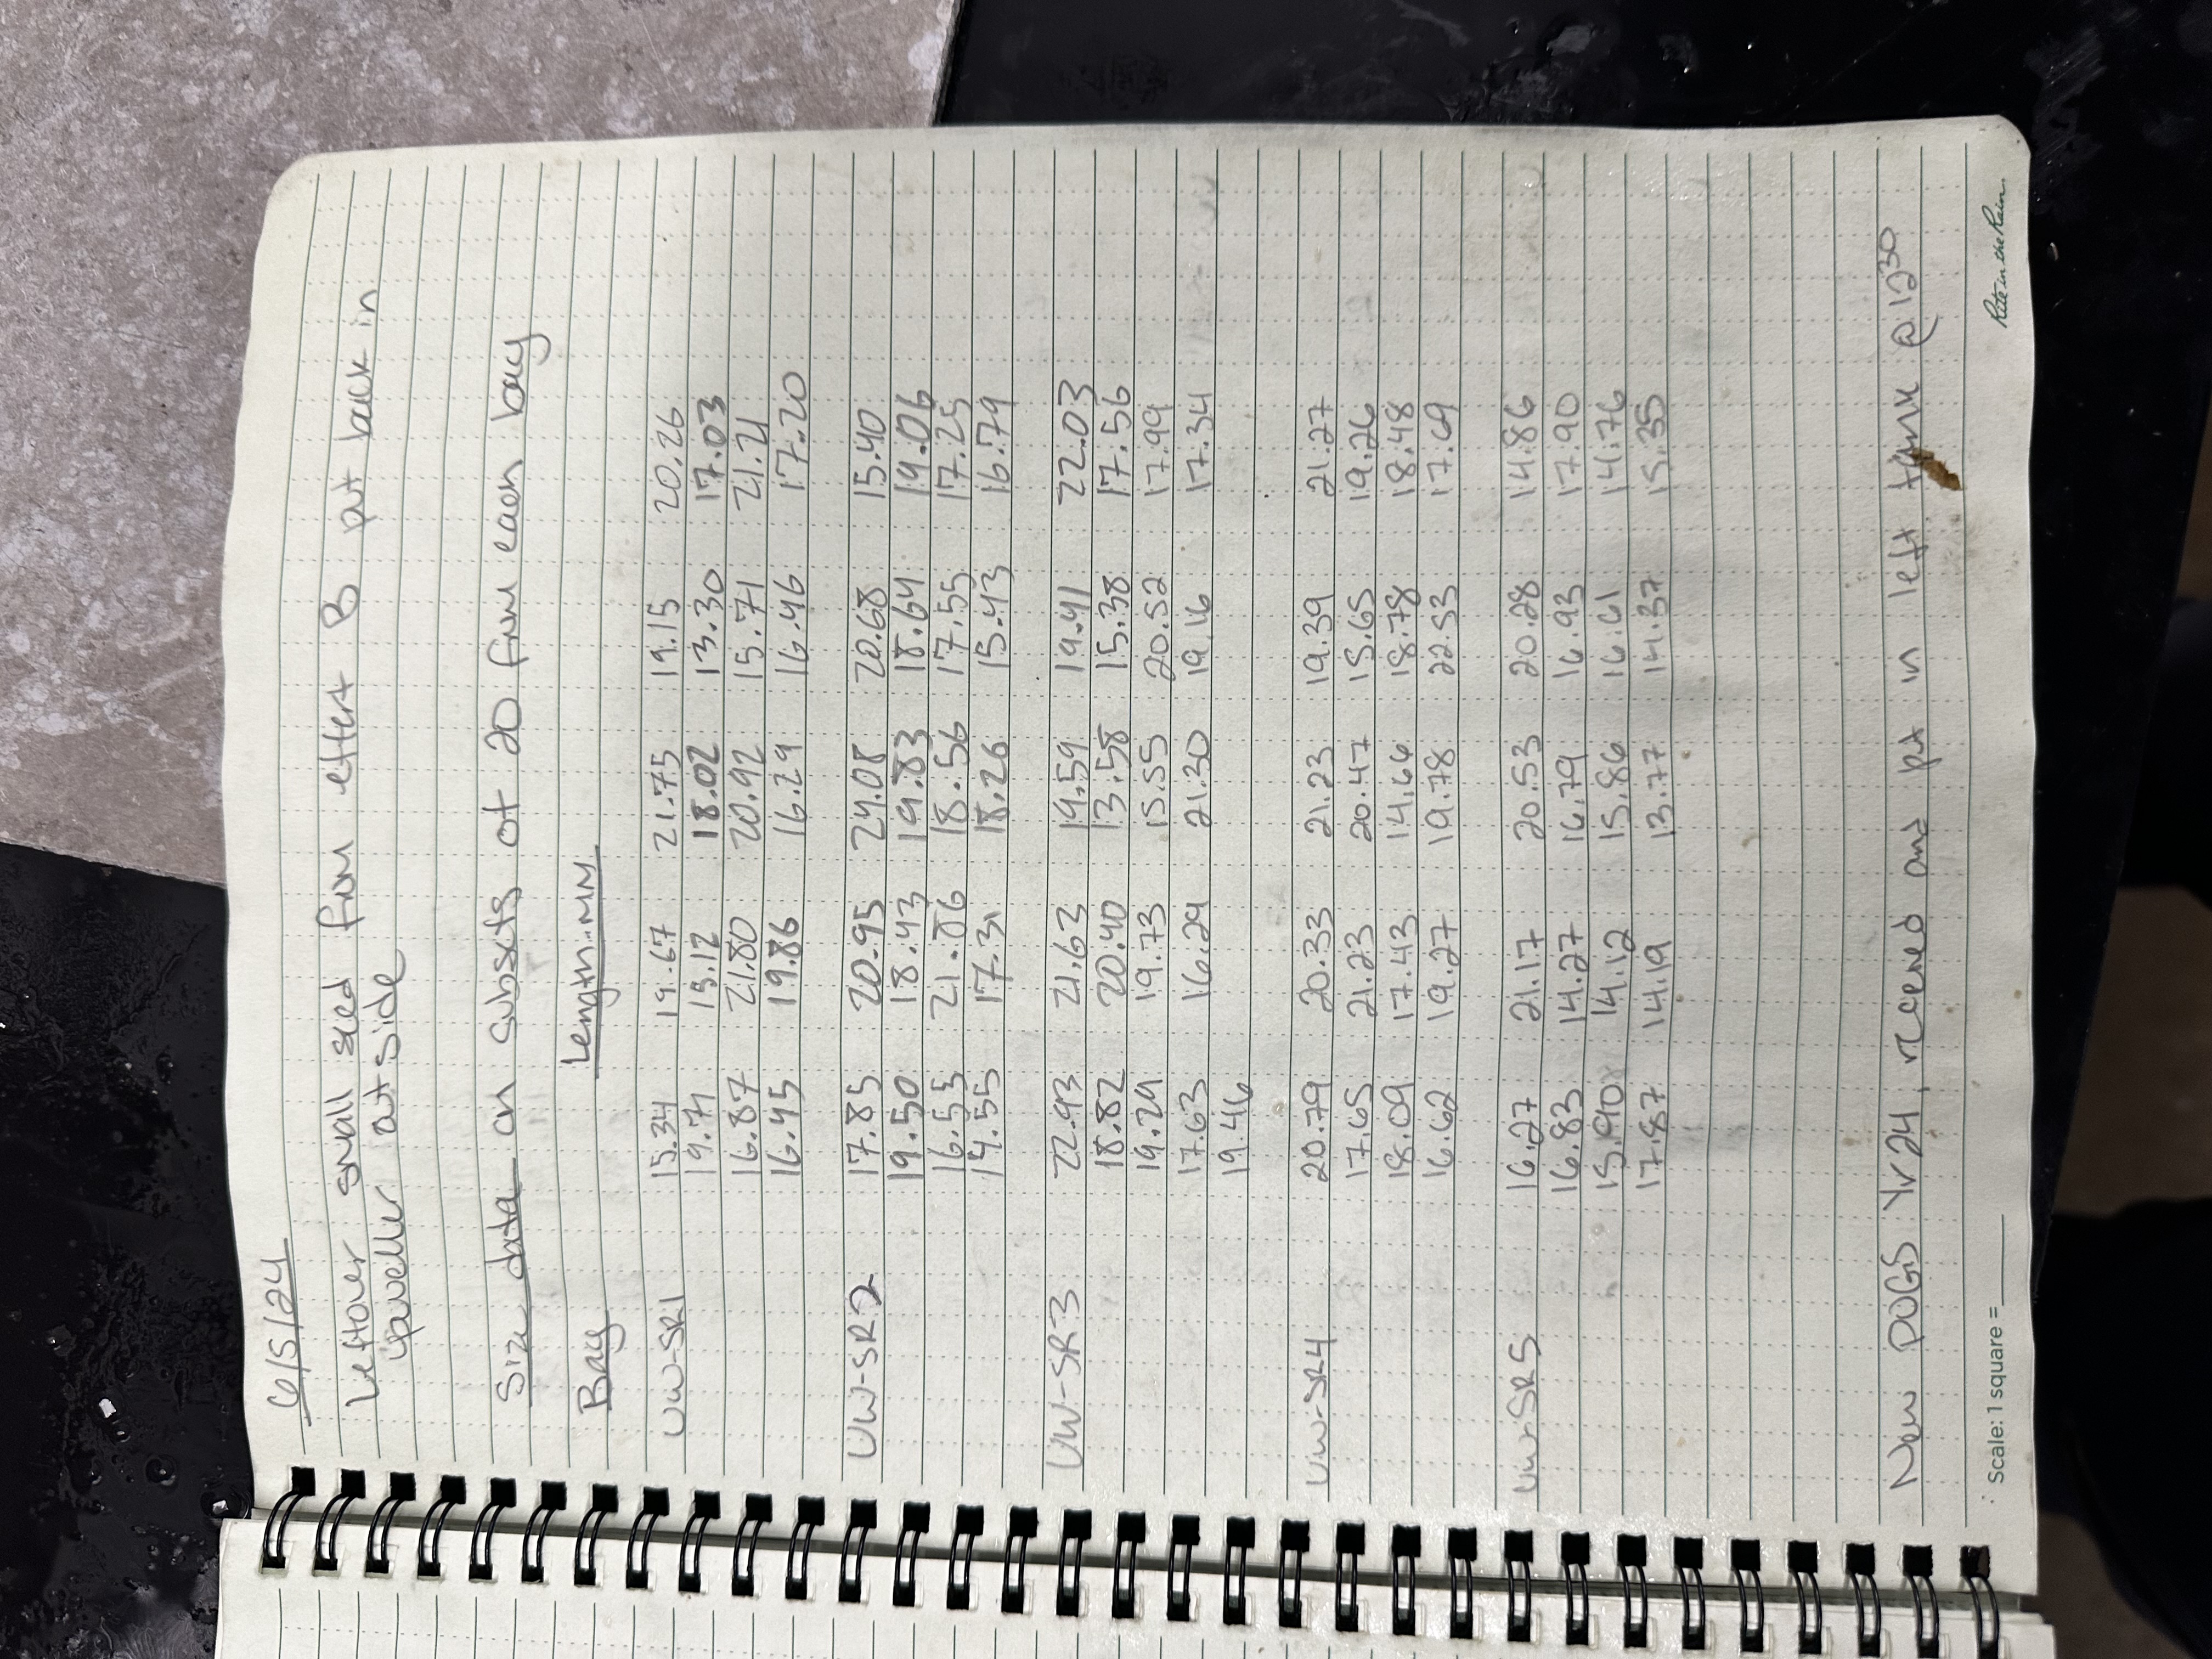 6/5/24
Leftover small seed from effort B put back in
upweller outside
Size data on subsets of 20 from each bag
Bag Length-MM
UW-SR1 15.34 19.67 21.75 19.15 20.26
19.71 15.12 18.02 13.30 17.03
16.87 21.80 20.92 15.71 21.21
16.45 19.86 16.29 16.46 17.20
UW-SR2 17.85 20.95 24.08 20.68 15.40
19.50 18.43 19.83 18.64 19.06
16.53 21.06 18.56 17.55 17.25
14.55 17.31 18.26 15.43 16.79
UW-SR3 22.93 21.63 19.59 19.41 22.03
18.82 20.40 13.58 15.38 17.56
19.29 19.73 15.55 20.52 17.99
17.63 16.29 21.30 19.16 17.34
19.46
UW-SR4 20.79 20.33 21.23 19.39 21.27
17.65 21.23 20.47 15.65 19.26
18.09 17.43 14.66 18.78 18.48
16.62 19.27 19.78 22.53 17.69
UW-SR5 16.27 21.17 20.53 20.28 14.86
16.83 14.27 16.79 16.93 17.90
15.90 14.12 15.86 16.61 14.76
17.87 14.19 13.77 14.37 15.35
New POGS Yr24, received and put in left tank @ 12³⁰
Scale: 1 square =_______ Rite in the Rain.